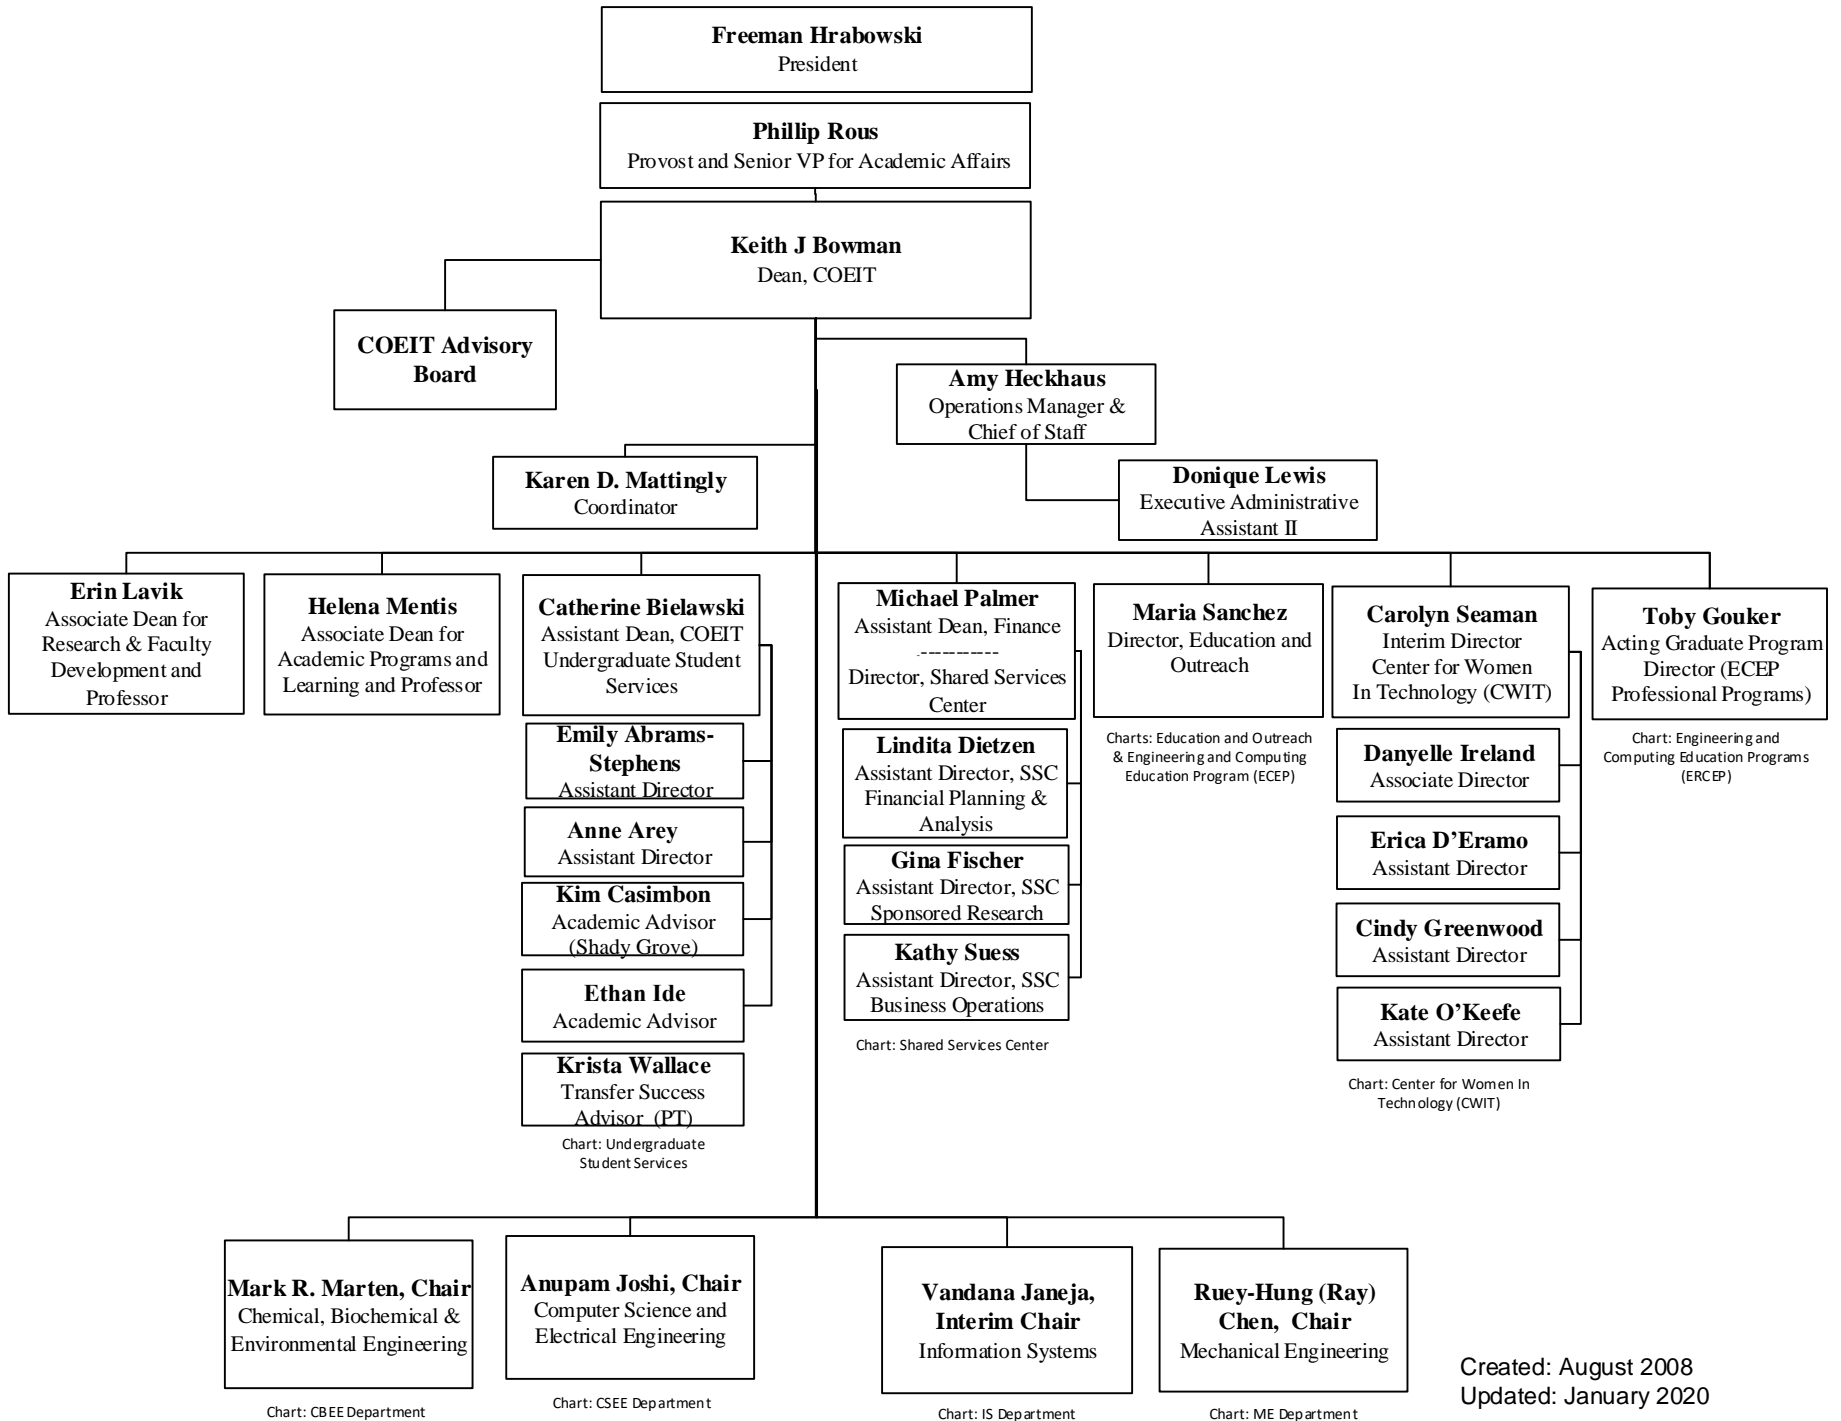 Freeman Hrabowski
President
Phillip Rous
Provost and Senior VP for Academic Affairs
Keith J Bowman
Dean, COEIT
COEIT Advisory
Board
Amy Heckhaus
Operations Manager &
Chief of Staff
Karen D. Mattingly
Coordinator
Donique Lewis
Executive Administrative
Assistant II
Erin Lavik
Associate Dean for
Research & Faculty
Development and
Professor
Helena Mentis
Associate Dean for
Academic Programs and
Learning and Professor
Catherine Bielawski
Assistant Dean, COEIT
Undergraduate Student
Services
Emily Abrams-
Stephens
Assistant Director
Anne Arey
Assistant Director
Kim Casimbon
Academic Advisor
(Shady Grove)
Ethan Ide
Academic Advisor
Krista Wallace
Transfer Success
Advisor (PT)
Chart: Undergraduate
Student Services
Michael Palmer
Assistant Dean, Finance
.-----------
Director, Shared Services
Center
Lindita Dietzen
Assistant Director, SSC
Financial Planning &
Analysis
Gina Fischer
Assistant Director, SSC
Sponsored Research
Kathy Suess
Assistant Director, SSC
Business Operations
Chart: Shared Services Center
Maria Sanchez
Director, Education and
Outreach
Charts: Education and Outreach
& Engineering and Computing
Education Program (ECEP)
Carolyn Seaman
Interim Director
Center for Women
In Technology (CWIT)
Danyelle Ireland
Associate Director
Erica D’Eramo
Assistant Director
Cindy Greenwood
Assistant Director
Kate O’Keefe
Assistant Director
Chart: Center for Women In
Technology (CWIT)
Toby Gouker
Acting Graduate Program
Director (ECEP
Professional Programs)
Chart: Engineering and
Computing Education Programs
(ERCEP)
Mark R. Marten, Chair
Chemical, Biochemical &
Environmental Engineering
Chart: CBEE Department
Anupam Joshi, Chair
Computer Science and
Electrical Engineering
Chart: CSEE Department
Vandana Janeja,
Interim Chair
Information Systems
Chart: IS Department
Ruey-Hung (Ray)
Chen, Chair
Mechanical Engineering
Chart: ME Department
Created: August 2008
Updated: January 2020